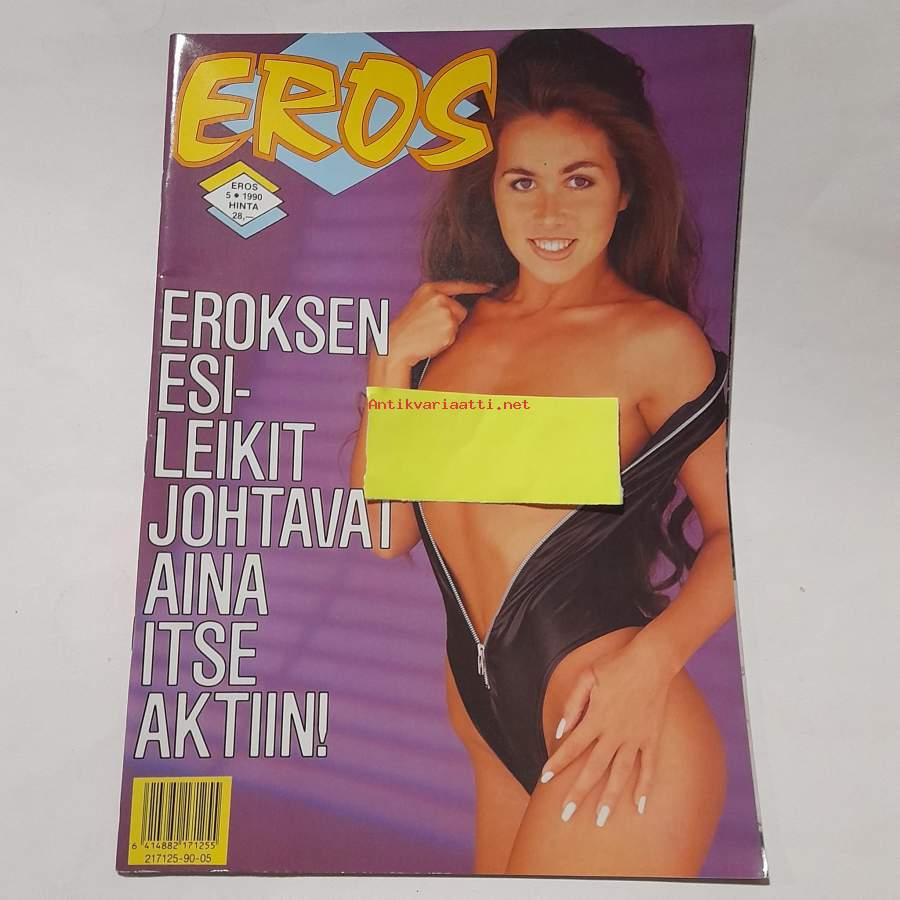 EROS
EROS
5 • 1990
HINTA
28,—
EROKSEN
ESI-
LEIKIT
JOHTAVAT
AINA
ITSE
AKTIIN!
Antikvariaatti.net
6 414882 171255
217125-90-05